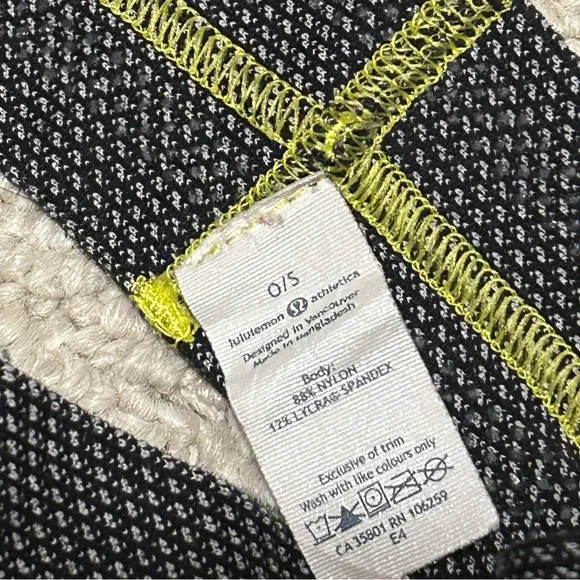 O/S
lululemon athletica
Designed in Vancouver
Made in Bangladesh
Body:
88% NYLON
12% LYCRA® SPANDEX
Exclusive of trim
Wash with like colours only
CA 35801 RN 106259
E4